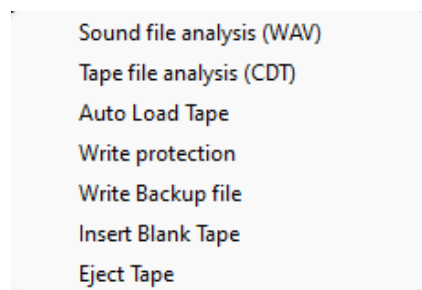 Sound file analysis (WAV)
Tape file analysis (CDT)
Auto Load Tape
Write protection
Write Backup file
Insert Blank Tape
Eject Tape